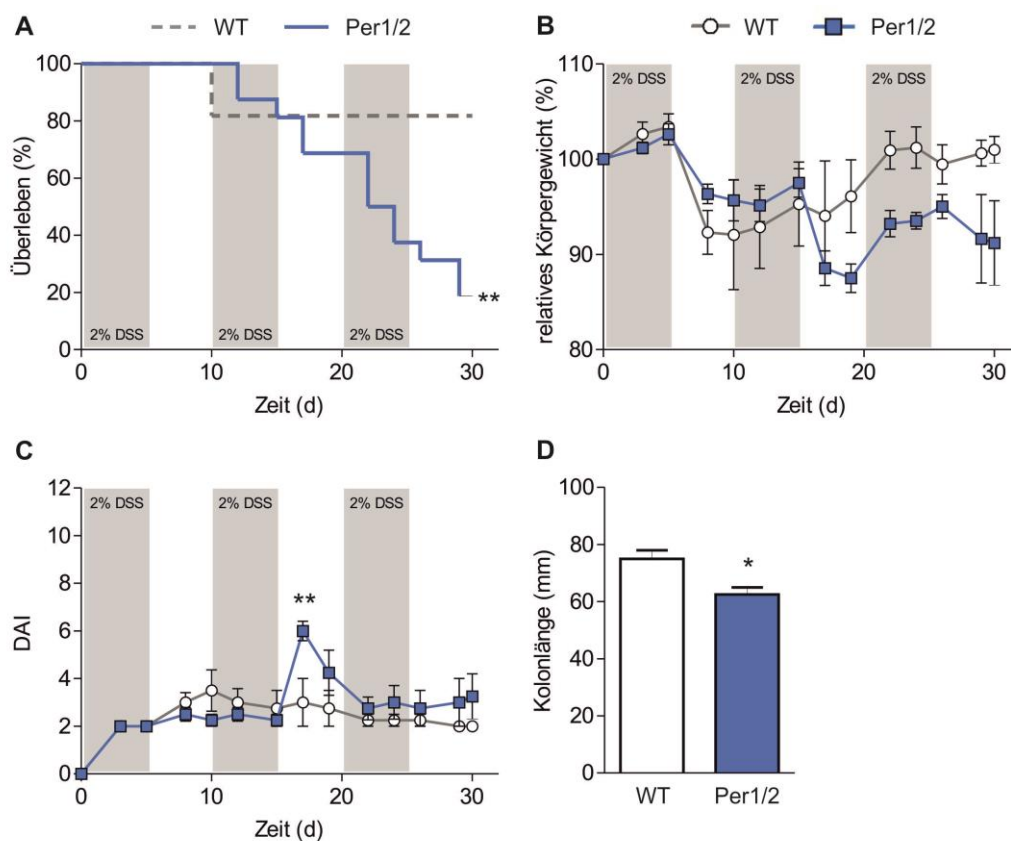 A
WT
Per1/2
Überleben (%)
100
80
60
40
20
0
2% DSS
2% DSS
2% DSS
**
0
10
20
30
Zeit (d)
B
WT
Per1/2
relatives Körpergewicht (%)
110
100
90
80
2% DSS
2% DSS
2% DSS
0
10
20
30
Zeit (d)
C
DAI
12
10
8
6
4
2
0
2% DSS
2% DSS
2% DSS
**
0
10
20
30
Zeit (d)
D
Kolonlänge (mm)
100
80
60
40
20
0
*
WT
Per1/2